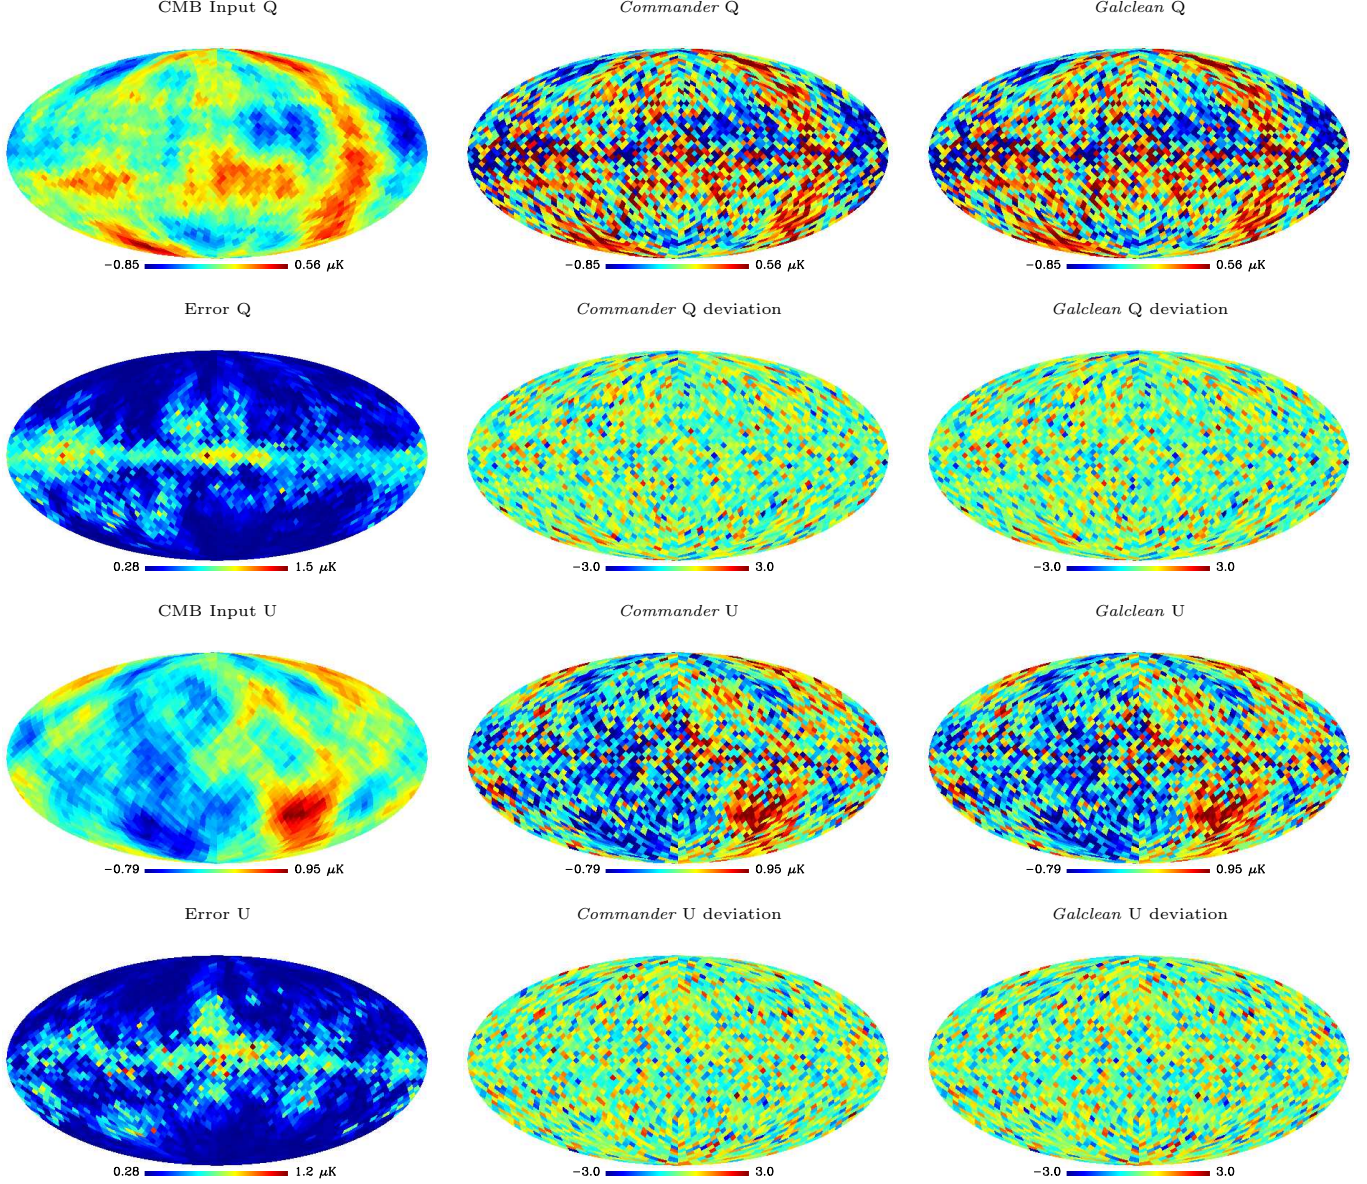 CMB Input Q
Commander Q
Galclean Q
−0.85 0.56 μK
−0.85 0.56 μK
−0.85 0.56 μK
Error Q
Commander Q deviation
Galclean Q deviation
0.28 1.5 μK
−3.0 3.0
−3.0 3.0
CMB Input U
Commander U
Galclean U
−0.79 0.95 μK
−0.79 0.95 μK
−0.79 0.95 μK
Error U
Commander U deviation
Galclean U deviation
0.28 1.2 μK
−3.0 3.0
−3.0 3.0